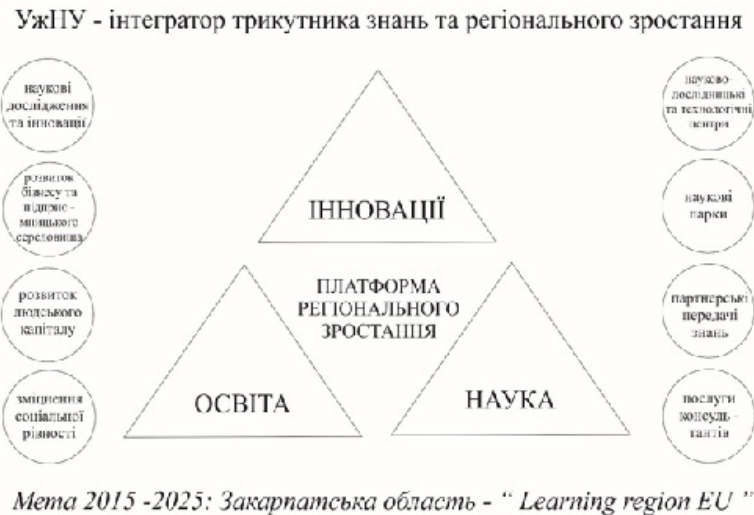 УжНУ - інтегратор трикутника знань та регіонального зростання
наукові
дослідження
та інновації
розвиток
бізнесу та
підприє -
мницького
середовища
розвиток
людського
капіталу
зміцнення
соціальної
рівності
ІННОВАЦІЇ
ПЛАТФОРМА
РЕГІОНАЛЬНОГО
ЗРОСТАННЯ
ОСВІТА
НАУКА
науково-
дослідницькі
та технологічні
центри
наукові
парки
партнерські
передачі
знань
послуги
консуль -
тантів
Мета 2015 -2025: Закарпатська область - “ Learning region EU ”